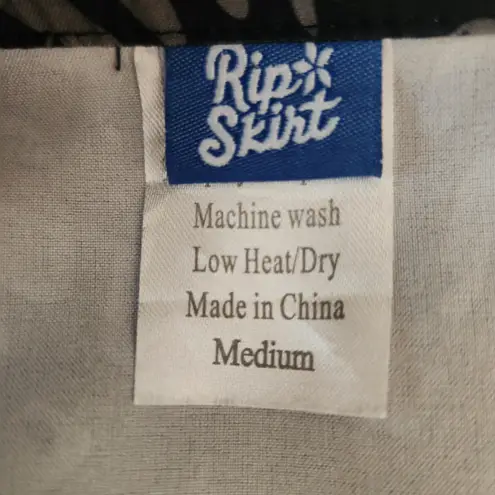 Rip
Skirt
Machine wash
Low Heat/Dry
Made in China
Medium